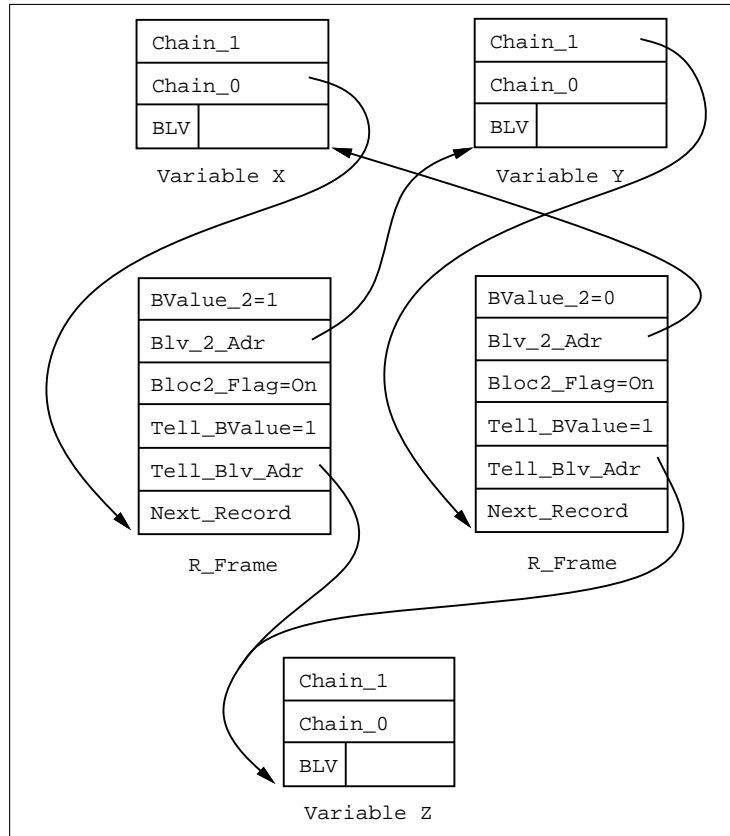 Chain_1
Chain_0
BLV
Variable X
Chain_1
Chain_0
BLV
Variable Y
BValue_2=1
Blv_2_Adr
Bloc2_Flag=On
Tell_BValue=1
Tell_Blv_Adr
Next_Record
R_Frame
BValue_2=0
Blv_2_Adr
Bloc2_Flag=On
Tell_BValue=1
Tell_Blv_Adr
Next_Record
R_Frame
Chain_1
Chain_0
BLV
Variable Z